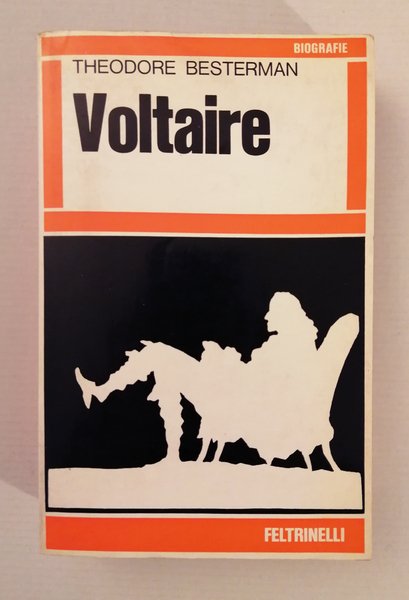 BIOGRAFIE
THEODORE BESTERMAN
Voltaire
FELTRINELLI